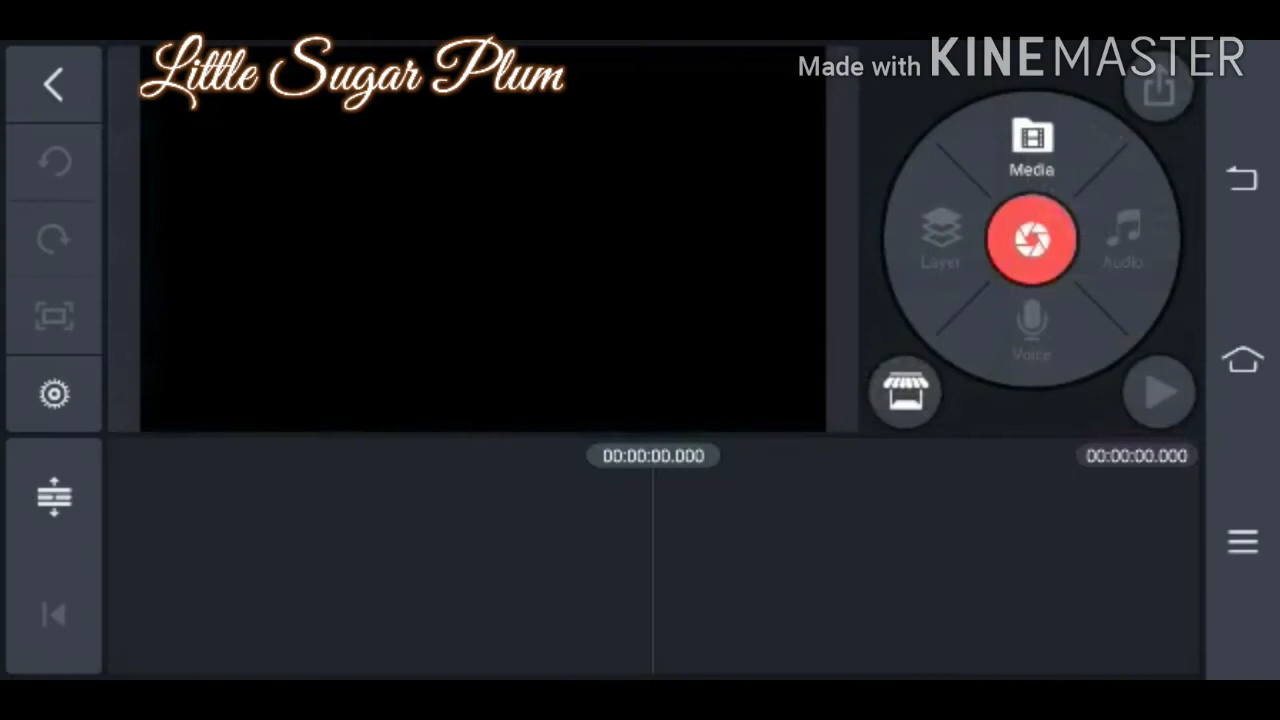 Little Sugar Plum
Made with KINEMASTER
Media
Layer
Audio
Voice
00:00:00.000
00:00:00.000